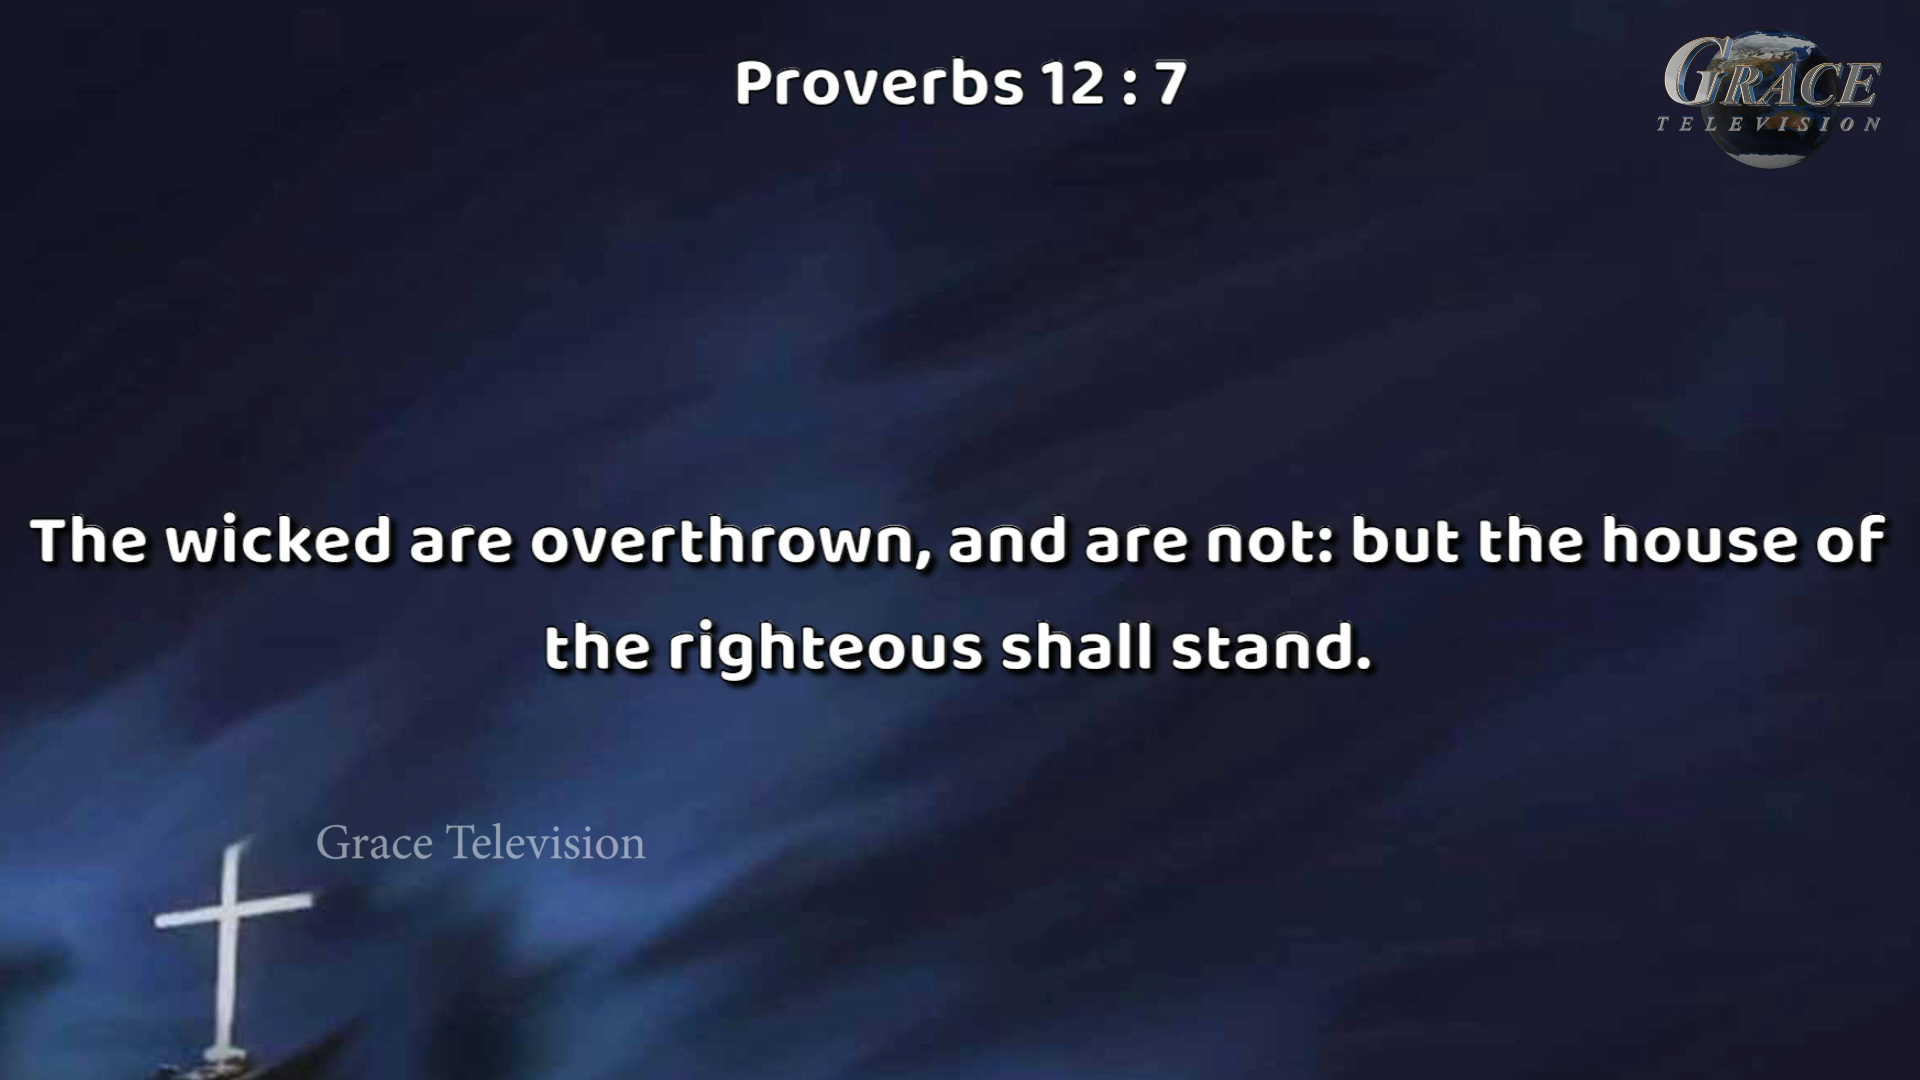 Proverbs 12 : 7
GRACE
TELEVISION
The wicked are overthrown, and are not: but the house of
the righteous shall stand.
Grace Television